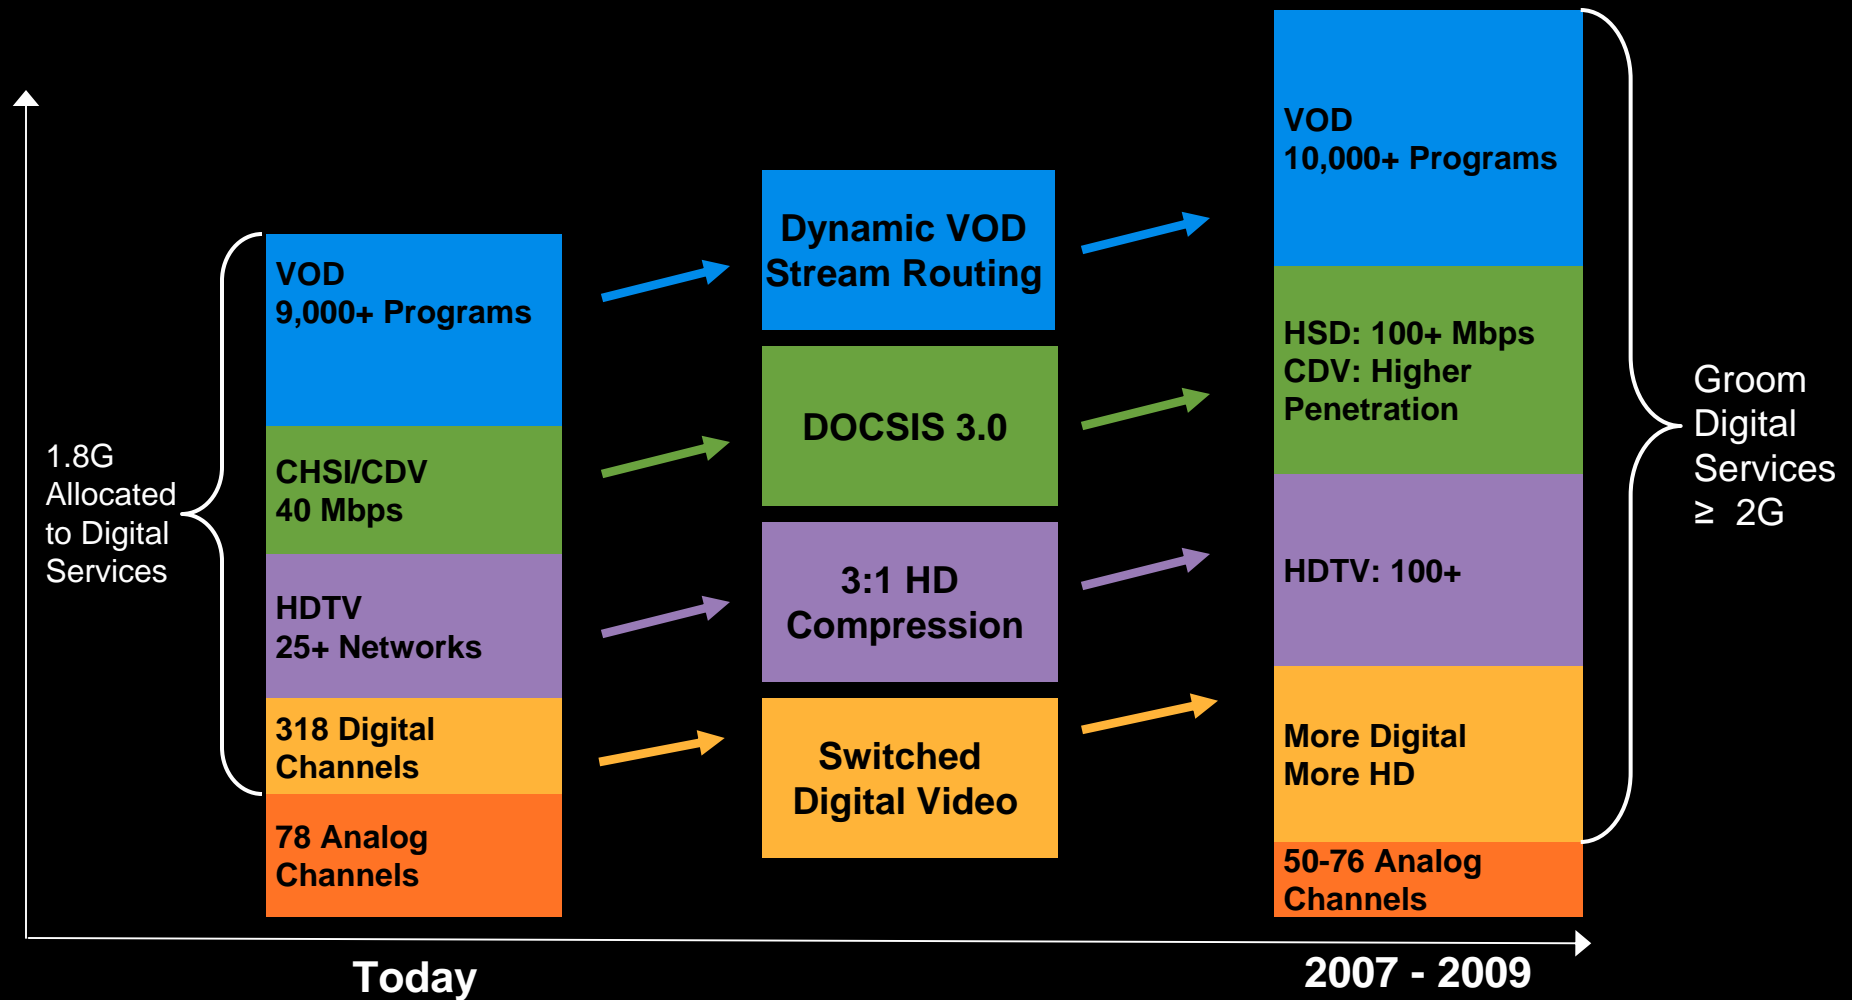 1.8G
Allocated
to Digital
Services
VOD
9,000+ Programs
CHSI/CDV
40 Mbps
HDTV
25+ Networks
318 Digital
Channels
78 Analog
Channels
Today
Dynamic VOD
Stream Routing
DOCSIS 3.0
3:1 HD
Compression
Switched
Digital Video
VOD
10,000+ Programs
HSD: 100+ Mbps
CDV: Higher
Penetration
HDTV: 100+
More Digital
More HD
50-76 Analog
Channels
2007 - 2009
Groom
Digital
Services
≥ 2G